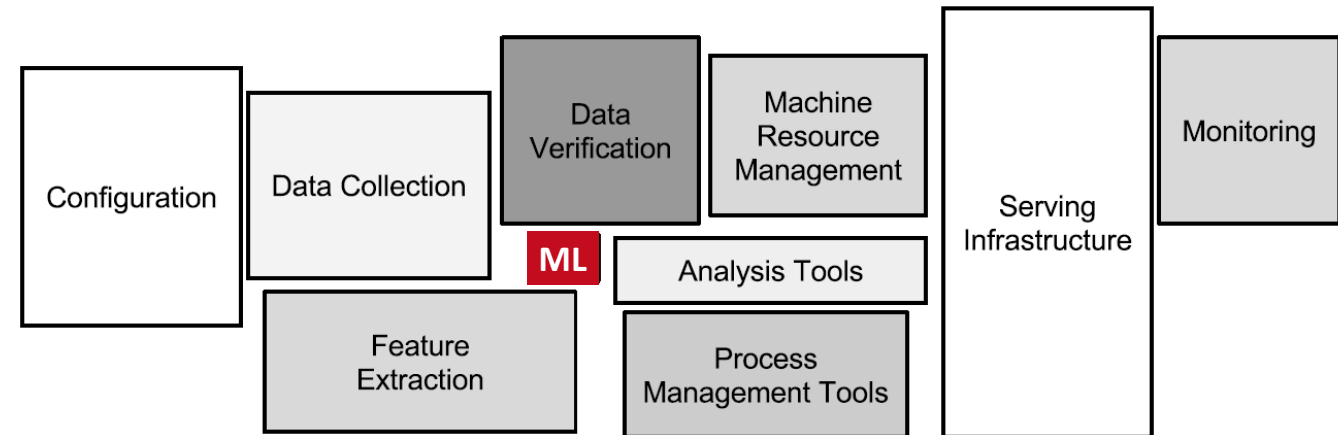 Configuration
Data Collection
Feature
Extraction
Data
Verification
ML
Machine
Resource
Management
Analysis Tools
Process
Management Tools
Serving
Infrastructure
Monitoring